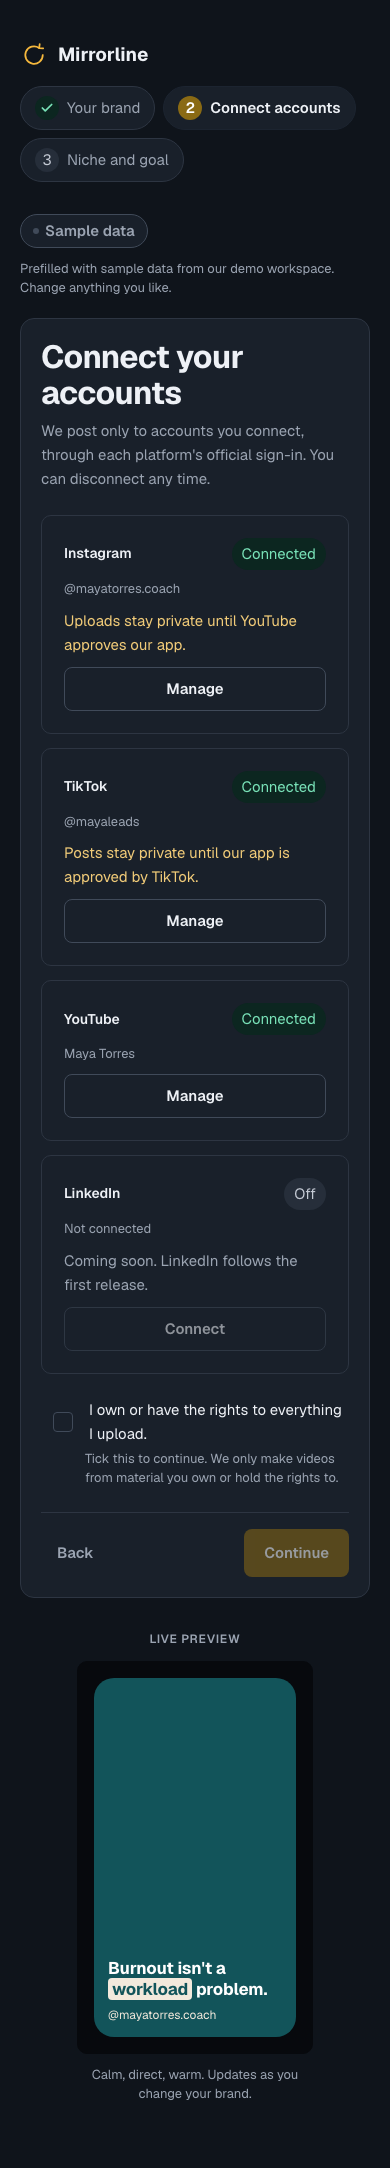 Mirrorline
Your brand
2 Connect accounts
3 Niche and goal
Sample data
Prefilled with sample data from our demo workspace.
Change anything you like.
Connect your
accounts
We post only to accounts you connect,
through each platform's official sign-in. You
can disconnect any time.
Instagram Connected
@mayatorres.coach
Uploads stay private until YouTube
approves our app.
Manage
TikTok Connected
@mayaleads
Posts stay private until our app is
approved by TikTok.
Manage
YouTube Connected
Maya Torres
Manage
LinkedIn Off
Not connected
Coming soon. LinkedIn follows the
first release.
Connect
I own or have the rights to everything
I upload.
Tick this to continue. We only make videos
from material you own or hold the rights to.
Back Continue
LIVE PREVIEW
Burnout isn't a
workload problem.
@mayatorres.coach
Calm, direct, warm. Updates as you
change your brand.